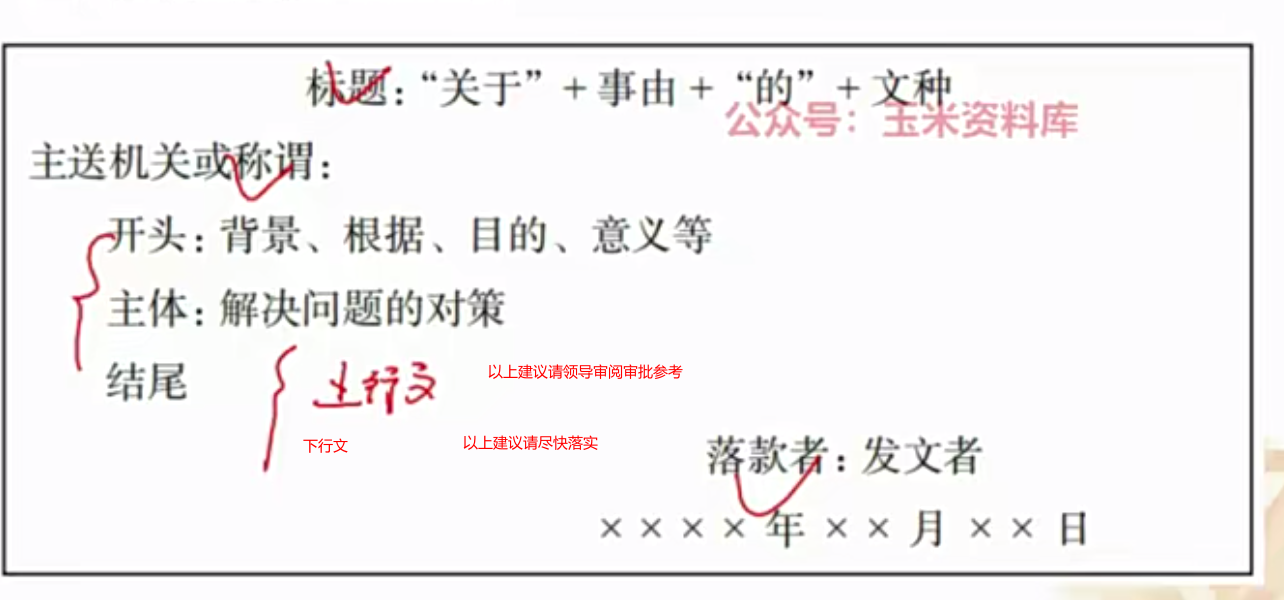 标题：“关于”+事由+“的”+文种
公众号：玉米资料库
主送机关或称谓：
开头：背景、根据、目的、意义等
主体：解决问题的对策
结尾
上行文 以上建议请领导审阅审批参考
下行文 以上建议请尽快落实
落款者：发文者
××××年××月××日